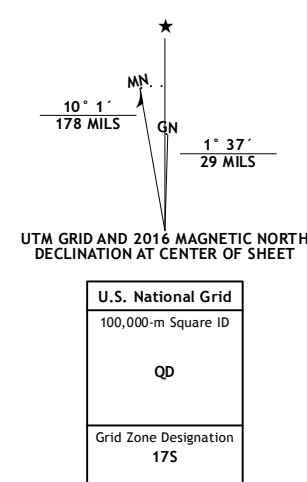 ★
MN
10° 1´
178 MILS
GN
1° 37´
29 MILS
UTM GRID AND 2016 MAGNETIC NORTH
DECLINATION AT CENTER OF SHEET
U.S. National Grid
100,000-m Square ID
QD
Grid Zone Designation
17S